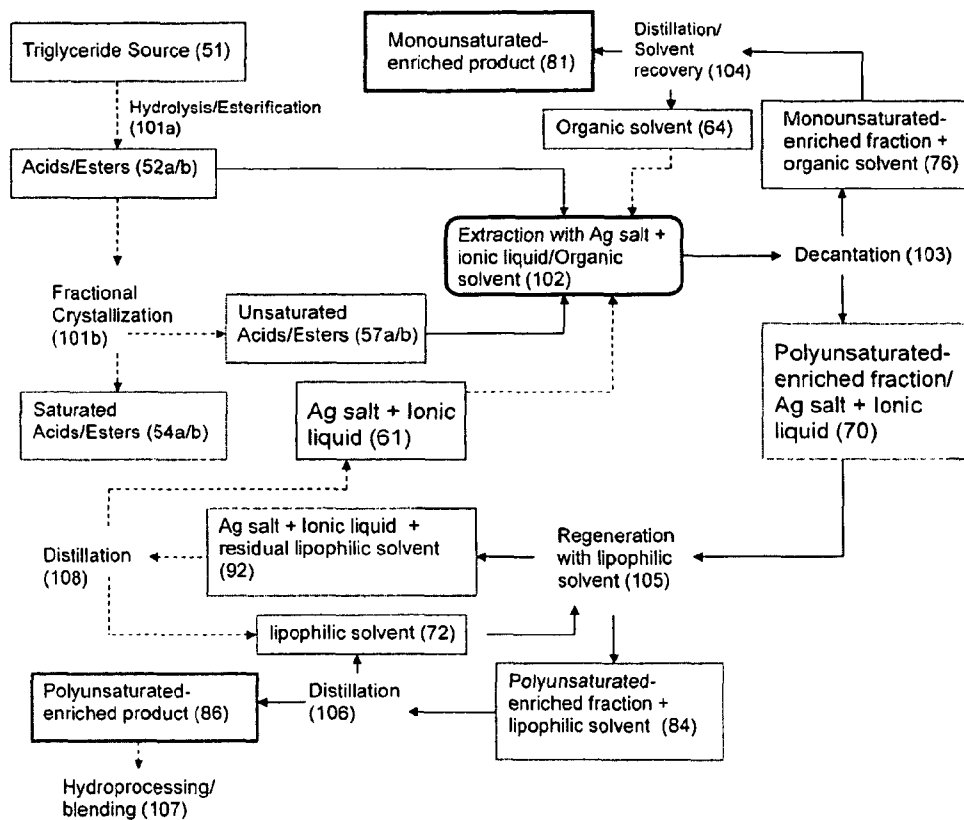 Triglyceride Source (51)
Hydrolysis/Esterification
(101a)
Acids/Esters (52a/b)
Fractional
Crystallization
(101b)
Unsaturated
Acids/Esters (57a/b)
Saturated
Acids/Esters (54a/b)
Monounsaturated-
enriched product (81)
Distillation/
Solvent
recovery (104)
Organic solvent (64)
Monounsaturated-
enriched fraction +
organic solvent (76)
Extraction with Ag salt +
ionic liquid/Organic
solvent (102)
Decantation (103)
Polyunsaturated-
enriched fraction/
Ag salt + Ionic
liquid (70)
Ag salt + Ionic
liquid (61)
Distillation
(108)
Ag salt + Ionic liquid +
residual lipophilic solvent
(92)
Regeneration
with lipophilic
solvent (105)
lipophilic solvent (72)
Polyunsaturated-
enriched product (86)
Distillation
(106)
Polyunsaturated-
enriched fraction +
lipophilic solvent (84)
Hydroprocessing/
blending (107)